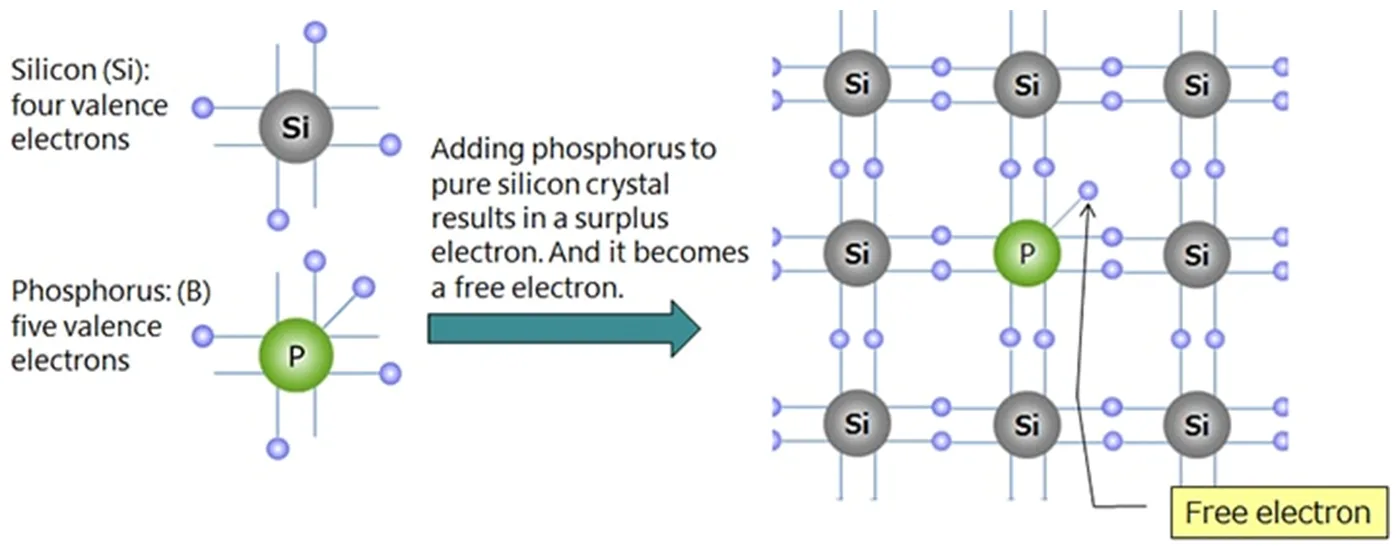 Silicon (Si):
four valence
electrons
Si
Phosphorus: (B)
five valence
electrons
P
Adding phosphorus to
pure silicon crystal
results in a surplus
electron. And it becomes
a free electron.
Si Si Si
Si P Si
Si Si Si
Free electron